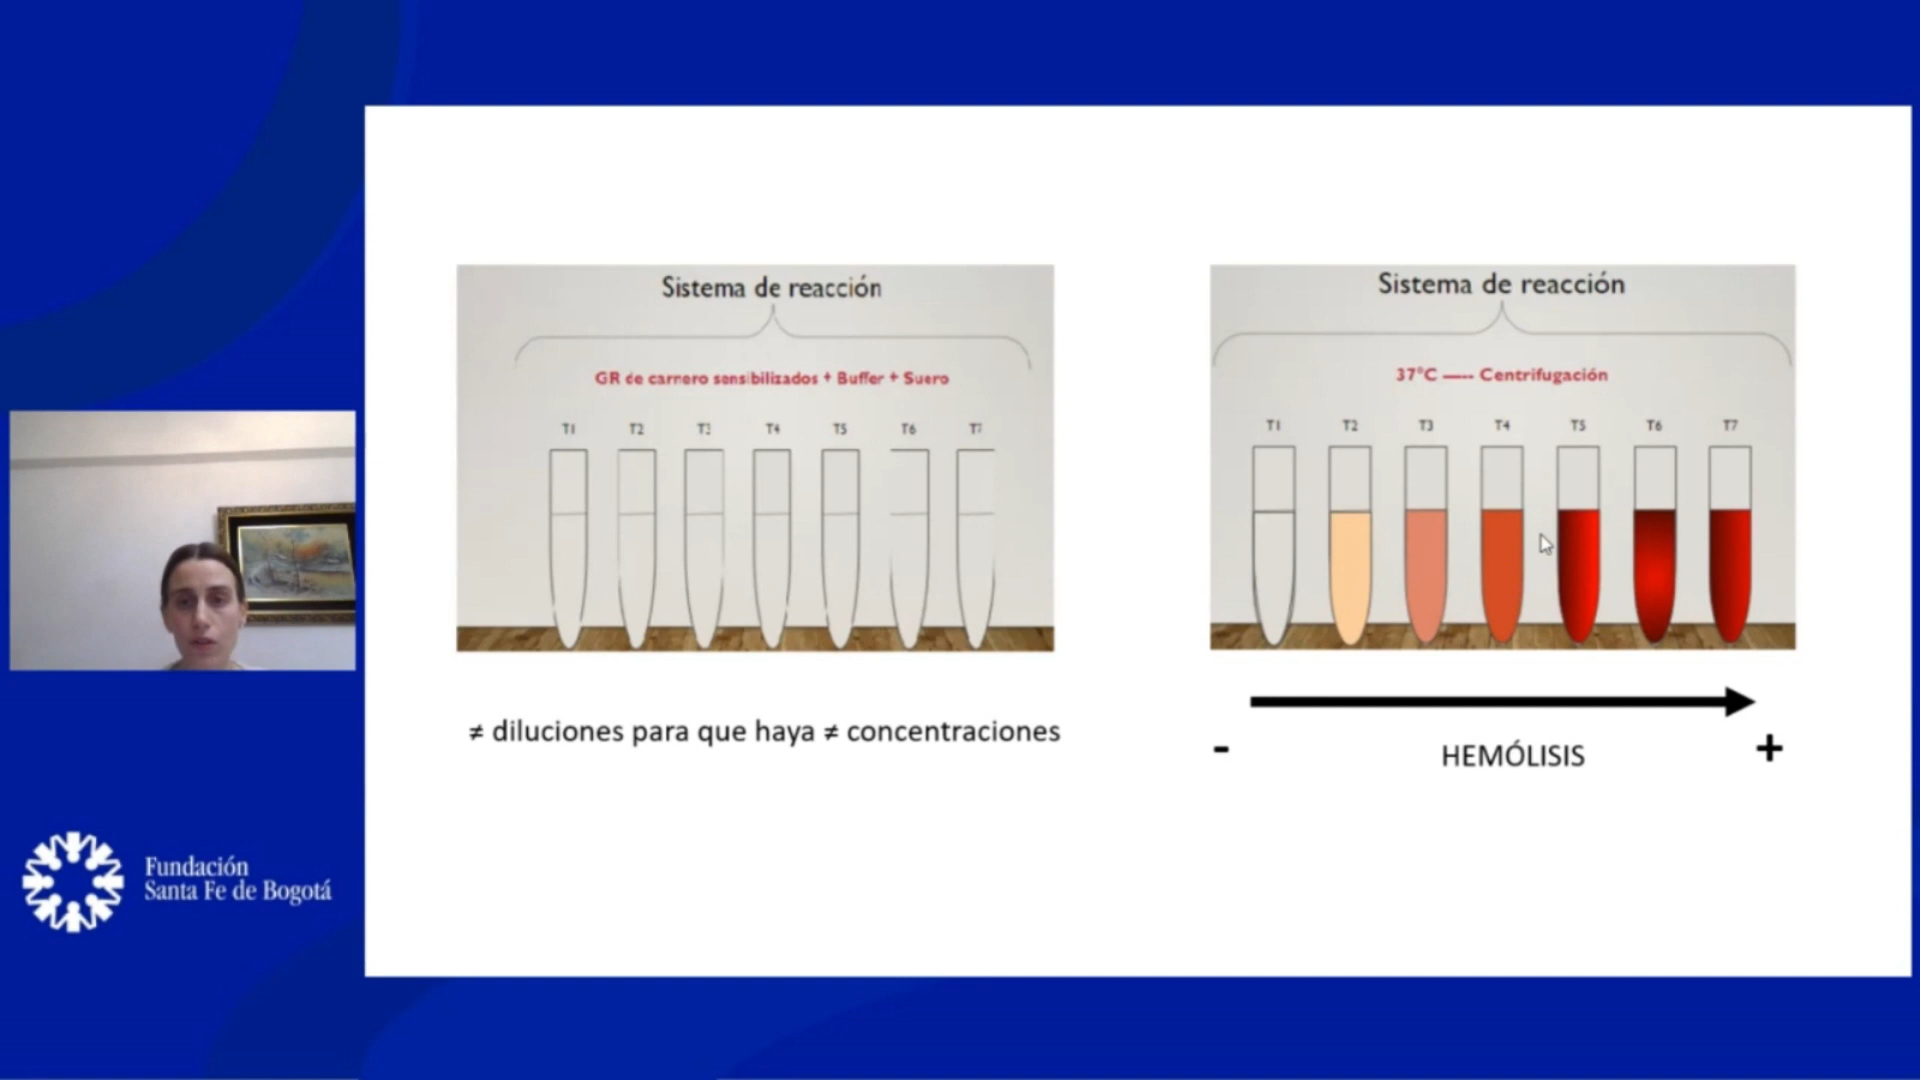 Sistema de reacción
GR de carnero sensibilizados + Buffer + Suero
T1 T2 T3 T4 T5 T6 T7
≠ diluciones para que haya ≠ concentraciones
Sistema de reacción
37°C ---- Centrifugación
T1 T2 T3 T4 T5 T6 T7
- HEMÓLISIS +
Fundación
Santa Fe de Bogotá